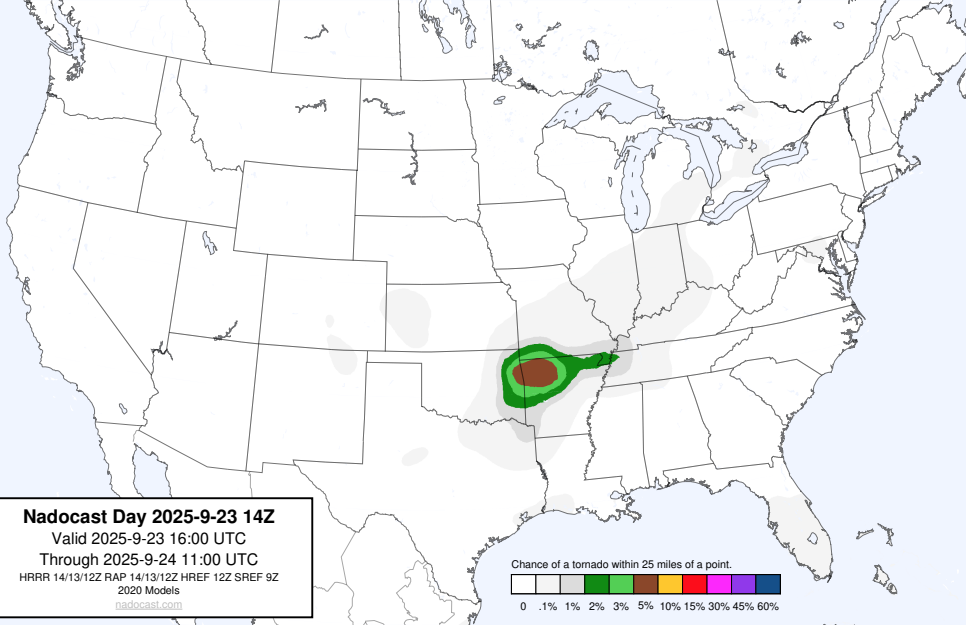 2
Nadocast Day 2025-9-23 14Z
Valid 2025-9-23 16:00 UTC
Through 2025-9-24 11:00 UTC
HRRR 14/13/12Z RAP 14/13/12Z HREF 12Z SREF 9Z
2020 Models
nadocast.com
Chance of a tornado within 25 miles of a point.
0 .1% 1% 2% 3% 5% 10% 15% 30% 45% 60%